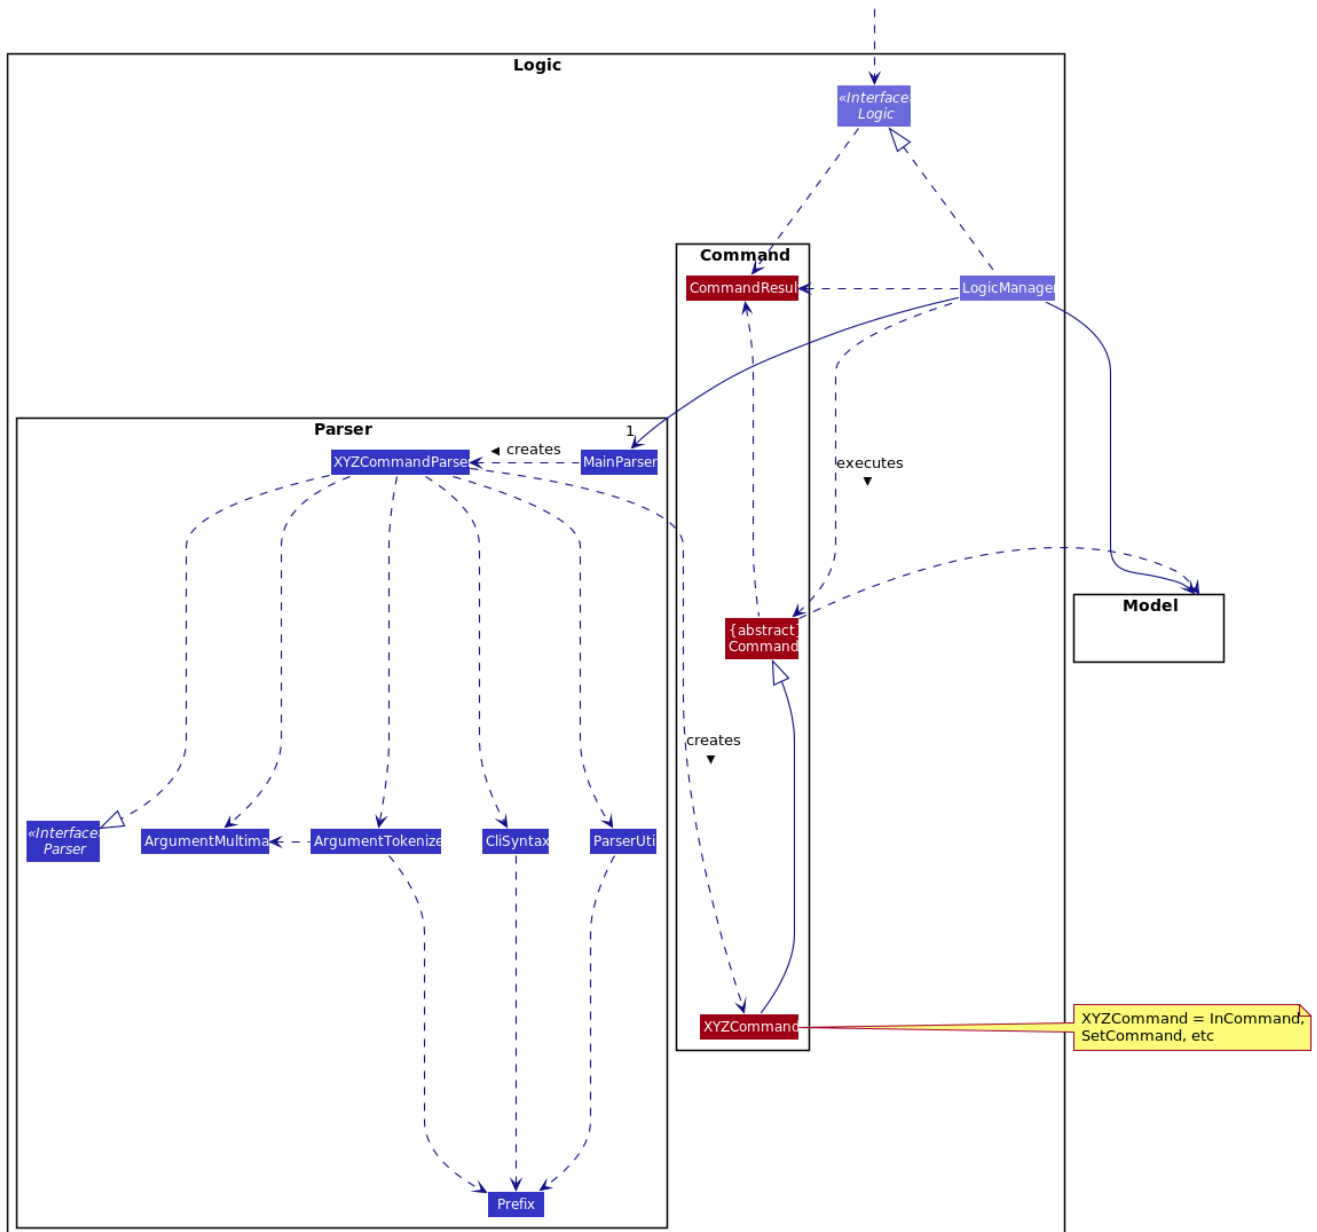 Logic
«Interface
Logic
Command
CommandResul
LogicManage
Parser
1
XYZCommandParse
◄ creates
MainParser
executes
▼
{abstract}
Command
Model
creates
▼
«Interface
Parser
ArgumentMultima
ArgumentTokenize
CliSyntax
ParserUti
XYZCommand
XYZCommand = InCommand,
SetCommand, etc
Prefix